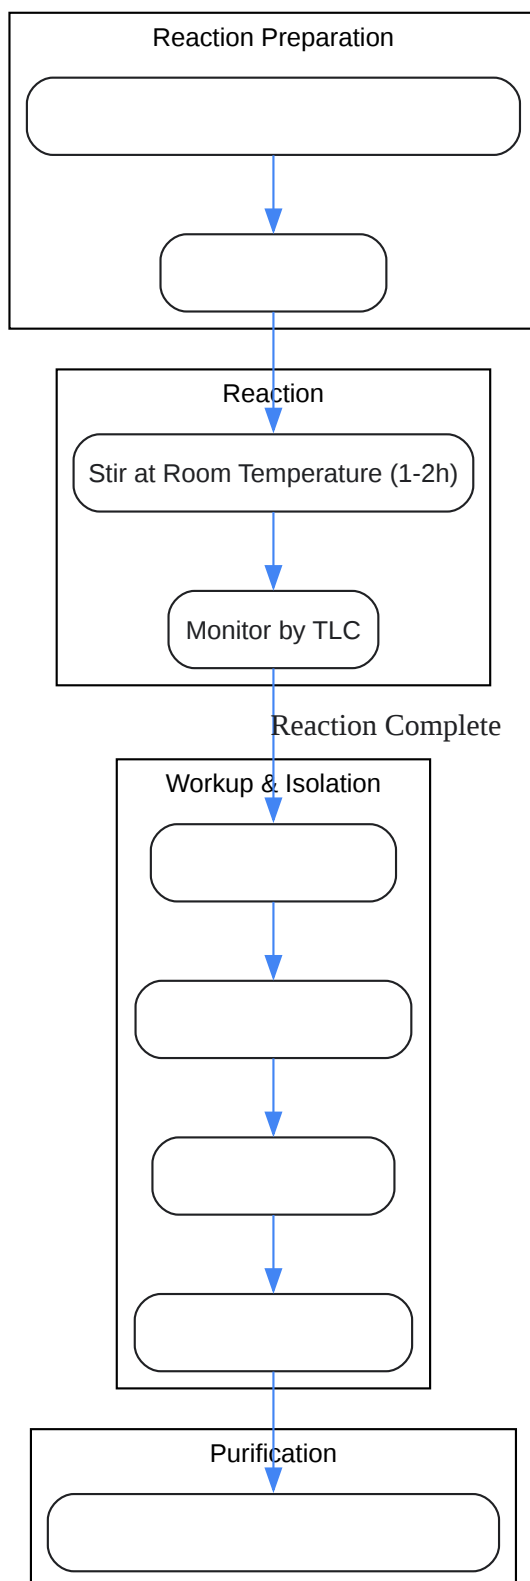 Reaction Preparation
Reaction
Stir at Room Temperature (1-2h)
Monitor by TLC
Reaction Complete
Workup & Isolation
Purification